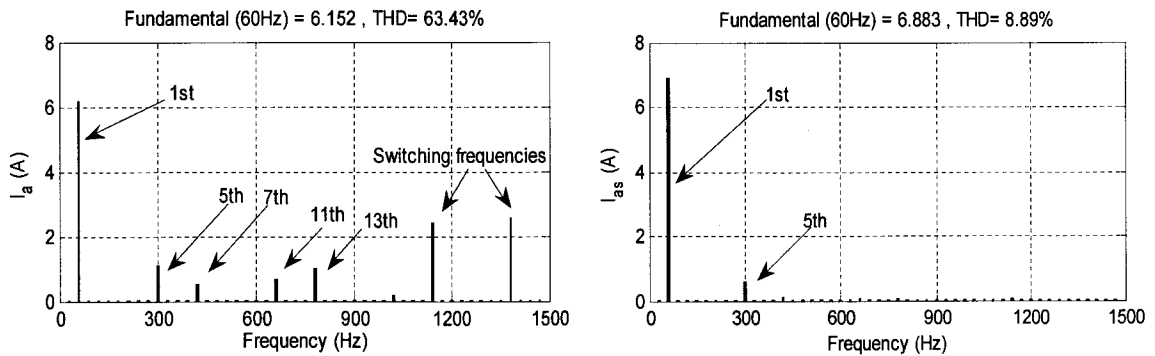 Fundamental (60Hz) = 6.152 , THD= 63.43%
8
6
4
2
0
Ia (A)
1st
5th
7th
11th
13th
Switching frequencies
0
300
600
900
1200
1500
Frequency (Hz)
Fundamental (60Hz) = 6.883 , THD= 8.89%
8
6
4
2
0
Ias (A)
1st
5th
0
300
600
900
1200
1500
Frequency (Hz)